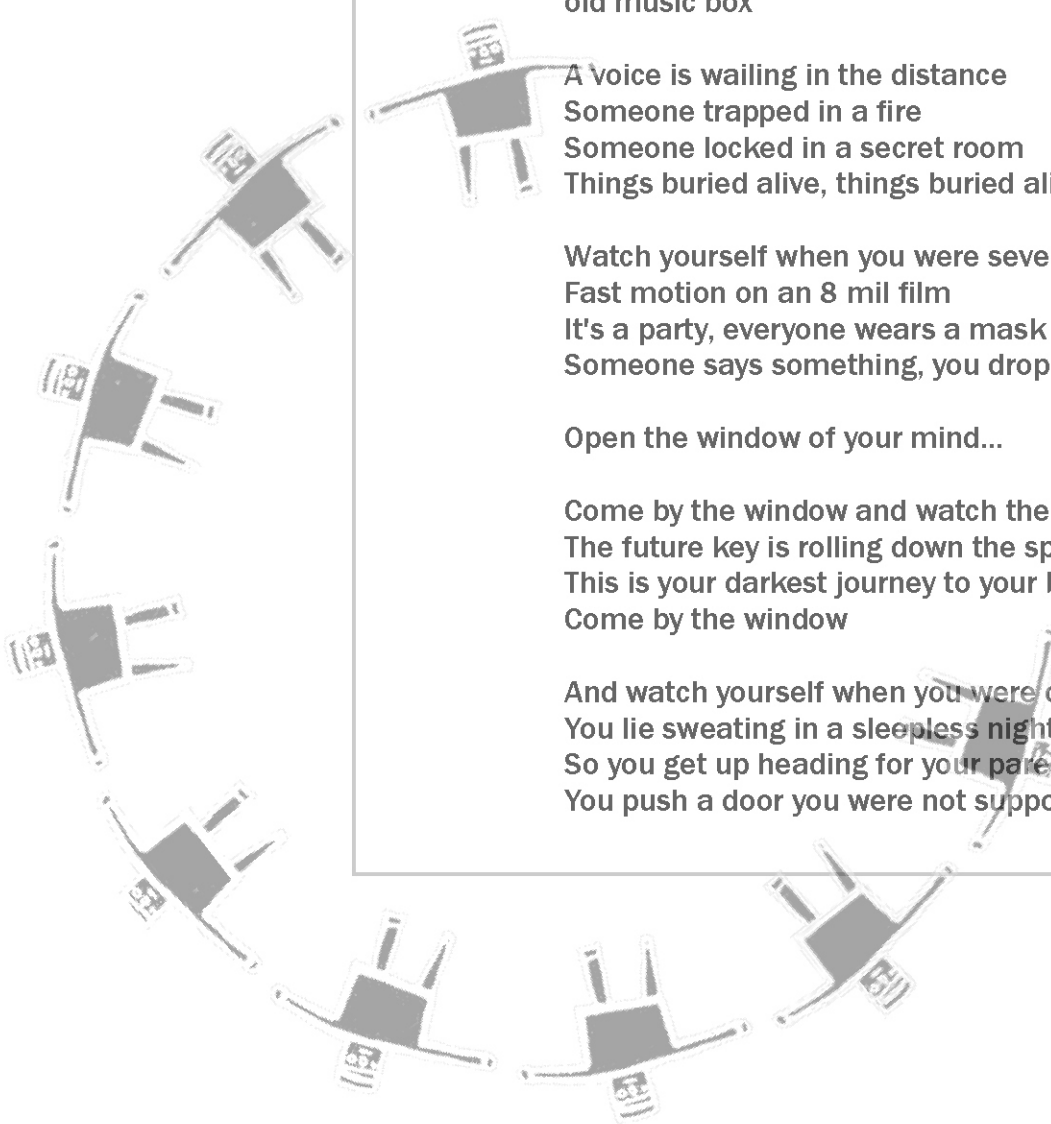 old music box
A voice is wailing in the distance
Someone trapped in a fire
Someone locked in a secret room
Things buried alive, things buried ali
Watch yourself when you were seve
Fast motion on an 8 mil film
It's a party, everyone wears a mask
Someone says something, you drop
Open the window of your mind...
Come by the window and watch the
The future key is rolling down the sp
This is your darkest journey to your
Come by the window
And watch yourself when you were
You lie sweating in a sleepless night
So you get up heading for your pare
You push a door you were not suppo